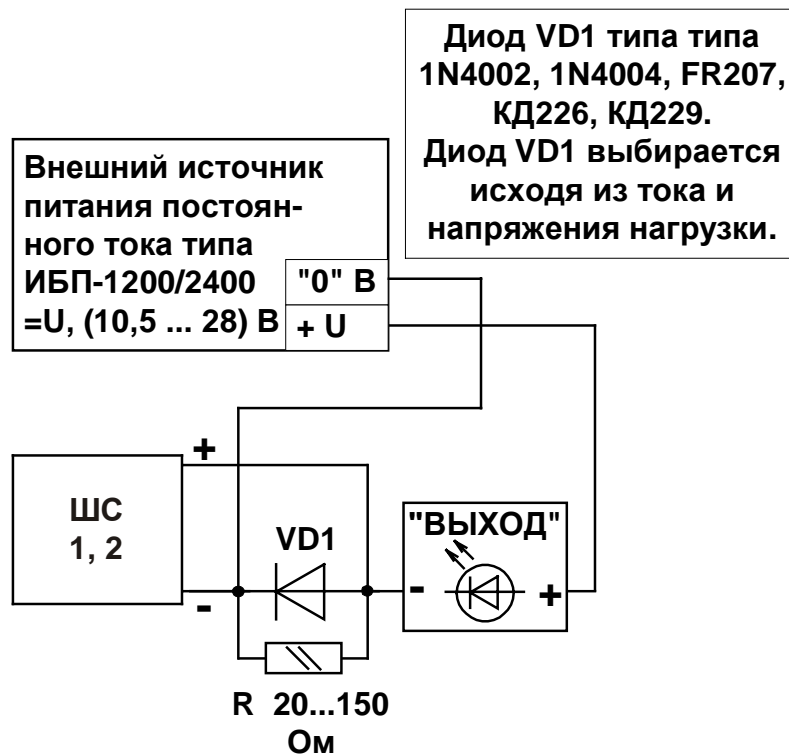 Диод VD1 типа типа
1N4002, 1N4004, FR207,
КД226, КД229.
Диод VD1 выбирается
исходя из тока и
напряжения нагрузки.
Внешний источник
питания постоян-
ного тока типа
ИБП-1200/2400
=U, (10,5 ... 28) В
"0" В
+ U
+
ШС
1, 2
-
VD1
"ВЫХОД"
-
+
R 20...150
Ом